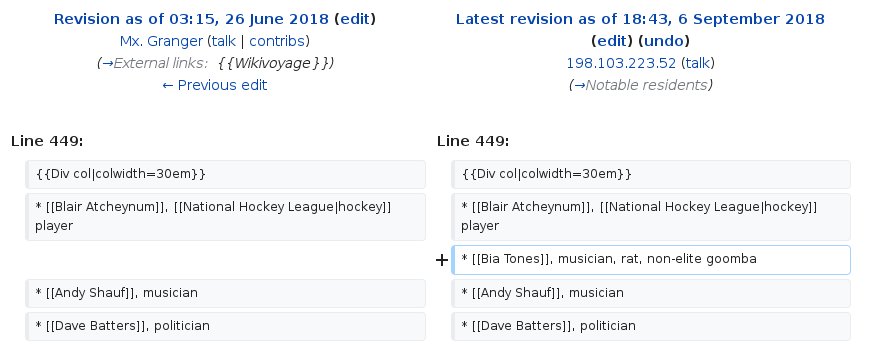 Revision as of 03:15, 26 June 2018 (edit)
Mx. Granger (talk | contribs)
(→External links:  {{Wikivoyage}})
← Previous edit
Latest revision as of 18:43, 6 September 2018
(edit) (undo)
198.103.223.52 (talk)
(→Notable residents)
Line 449:
Line 449:
{{Div col|colwidth=30em}}
{{Div col|colwidth=30em}}
* [[Blair Atcheynum]], [[National Hockey League|hockey]]
player
* [[Blair Atcheynum]], [[National Hockey League|hockey]]
player
+ * [[Bia Tones]], musician, rat, non-elite goomba
* [[Andy Shauf]], musician
* [[Andy Shauf]], musician
* [[Dave Batters]], politician
* [[Dave Batters]], politician